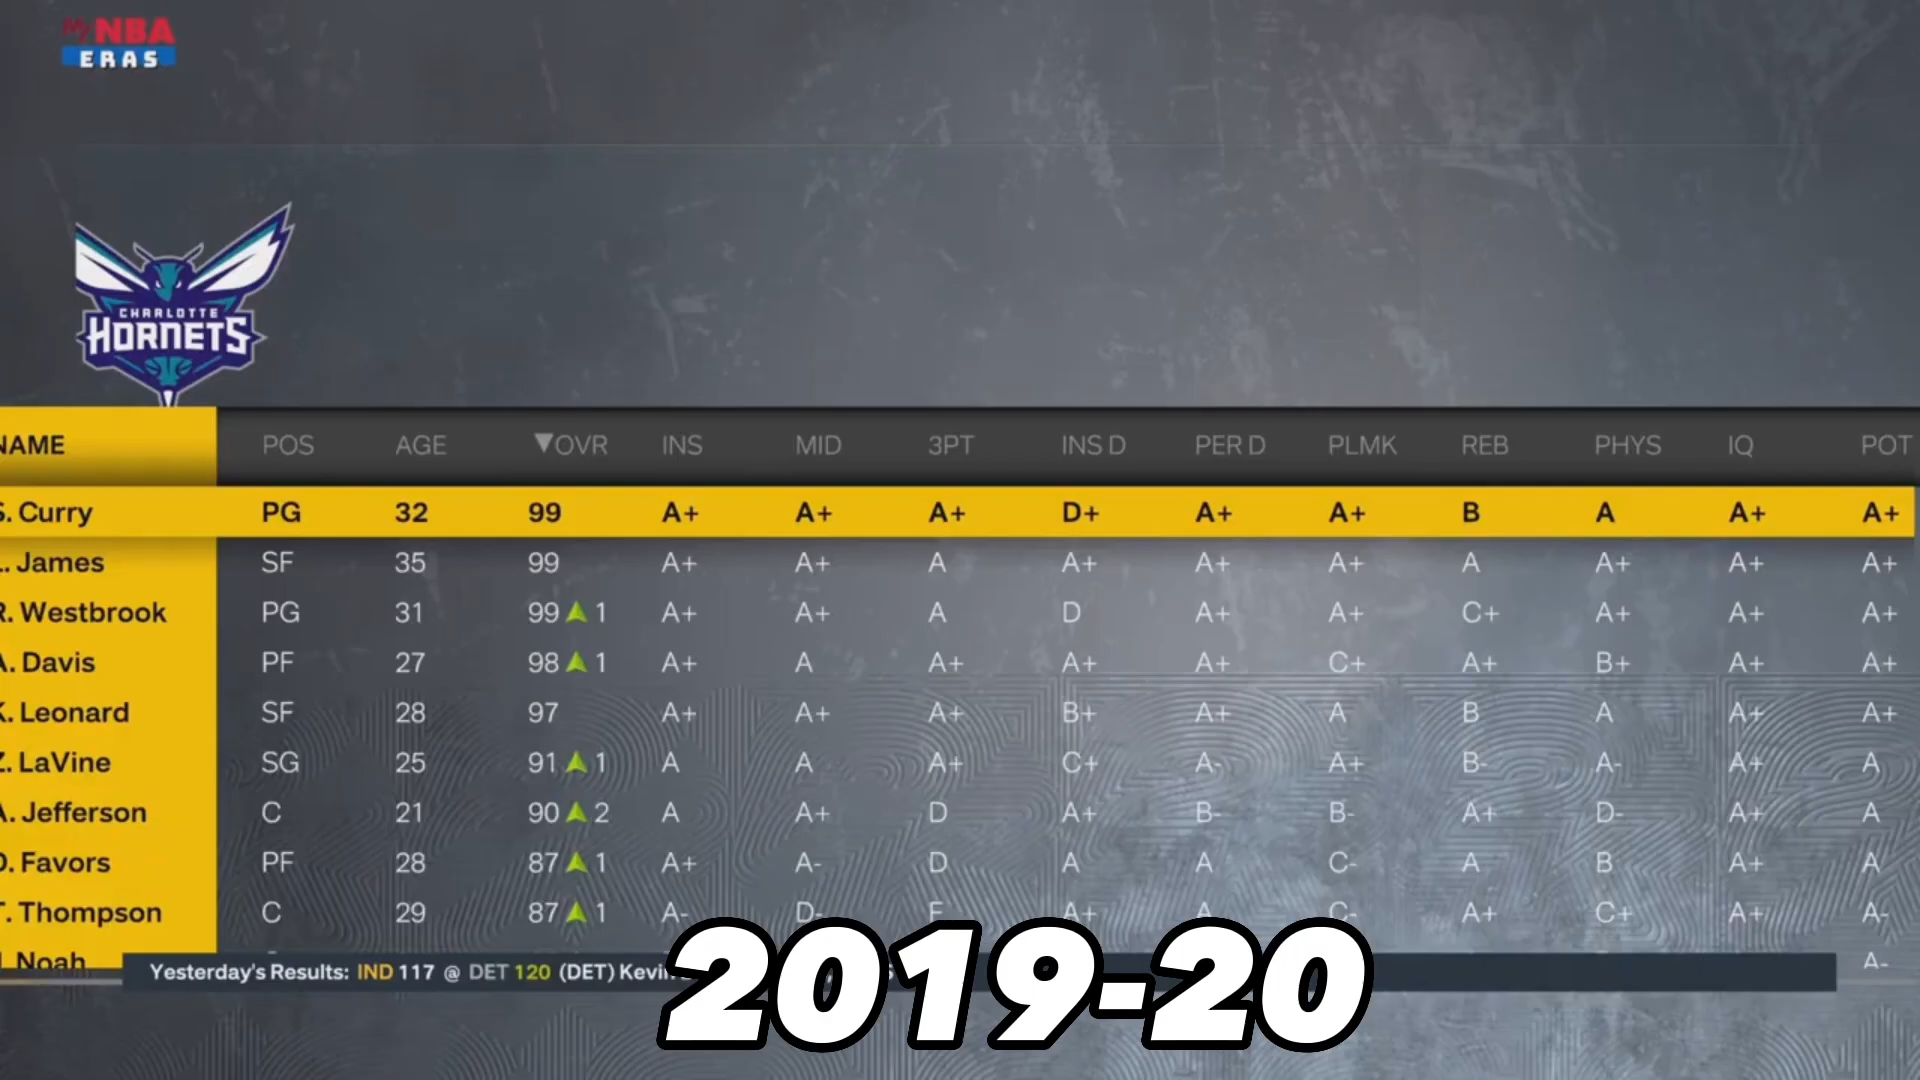 My NBA
ERAS
CHARLOTTE
HORNETS
NAME POS AGE ▼OVR INS MID 3PT INS D PER D PLMK REB PHYS IQ POT
S. Curry PG 32 99 A+ A+ A+ D+ A+ A+ B A A+ A+
L. James SF 35 99 A+ A+ A A+ A+ A+ A A+ A+ A+
R. Westbrook PG 31 99 ▲ 1 A+ A+ A D A+ A+ C+ A+ A+ A+
A. Davis PF 27 98 ▲ 1 A+ A A+ A+ A+ C+ A+ B+ A+ A+
K. Leonard SF 28 97 A+ A+ A+ B+ A+ A B A A+ A+
Z. LaVine SG 25 91 ▲ 1 A A A+ C+ A- A+ B- A- A+ A
A. Jefferson C 21 90 ▲ 2 A A+ D A+ B- B- A+ D- A+ A
D. Favors PF 28 87 ▲ 1 A+ A- D A A C- A B A+ A
T. Thompson C 29 87 ▲ 1 A- D- F A+ A C- A+ C+ A+ A-
Noah A-
Yesterday's Results: IND 117 @ DET 120 (DET) Kevin
2019-20